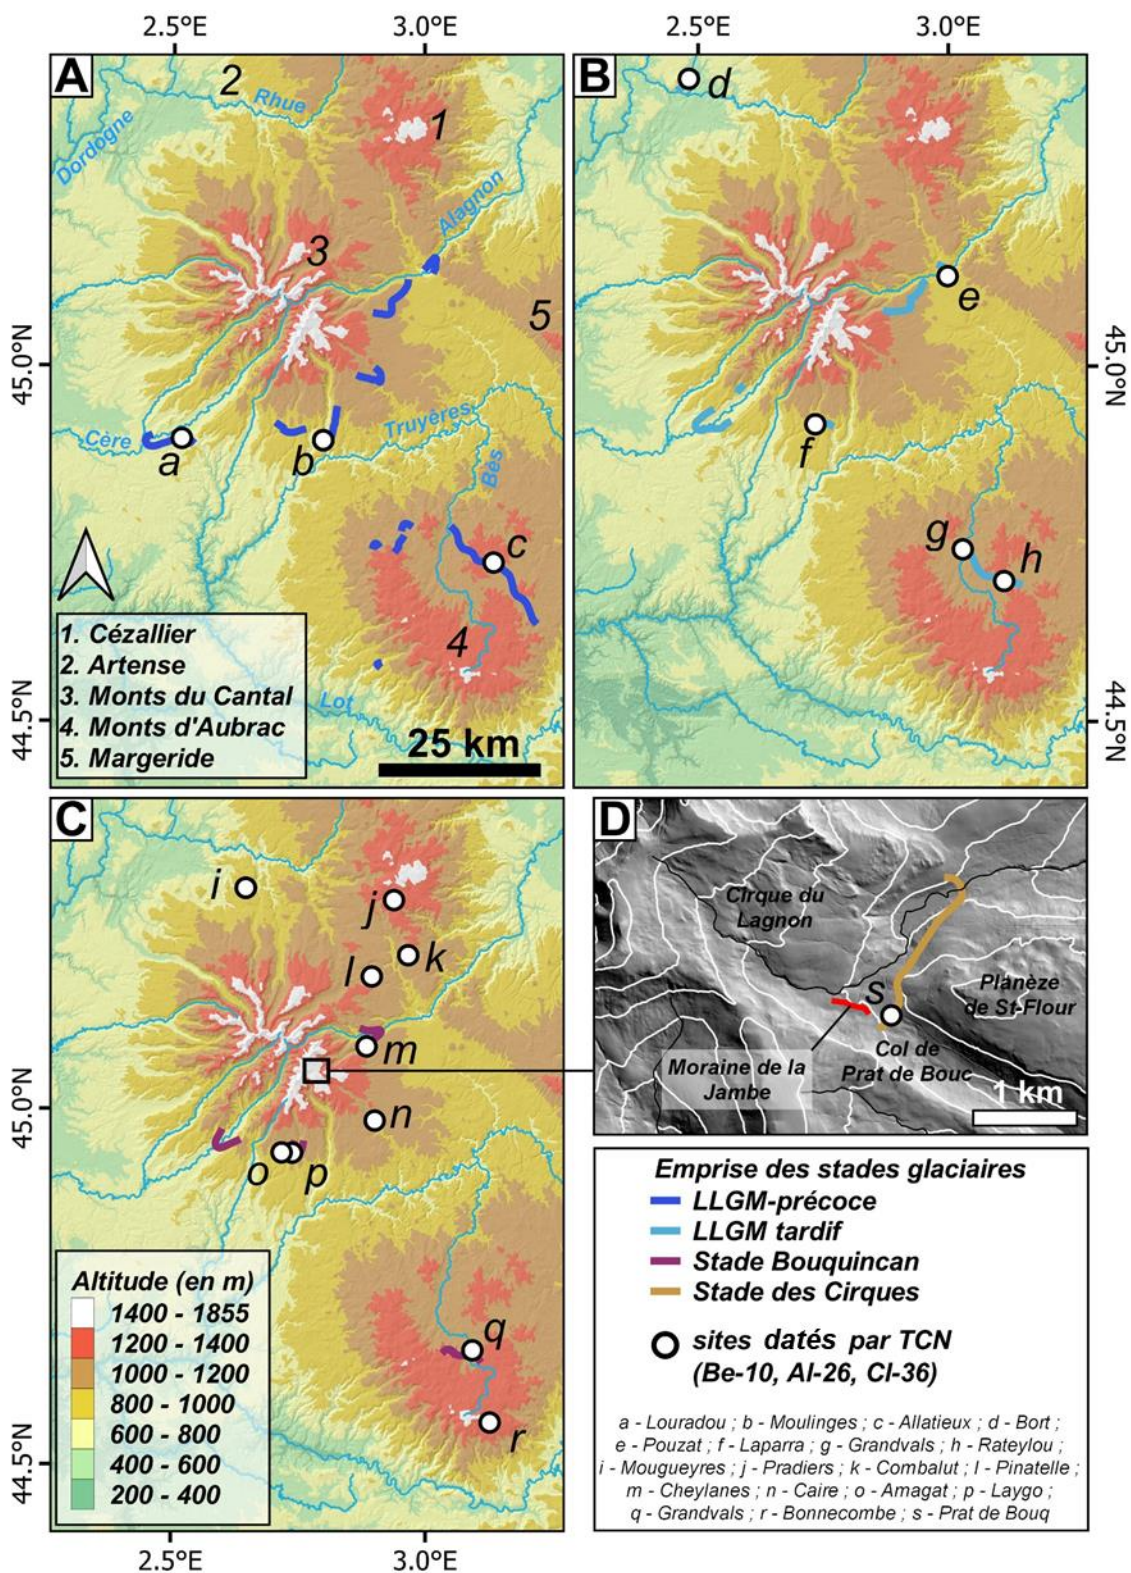 2.5°E
3.0°E
2.5°E
3.0°E
A
2
Rhue
1
Dordogne
Alagnon
3
5
45.0°N
Truyères
Cère
a
b
Bès
c
4
1. Cézallier
2. Artense
3. Monts du Cantal
4. Monts d'Aubrac
5. Margeride
Lot
25 km
44.5°N
B
d
e
45.0°N
f
g
h
44.5°N
C
i
j
k
l
m
n
o
p
q
r
45.0°N
44.5°N
Altitude (en m)
1400 - 1855
1200 - 1400
1000 - 1200
800 - 1000
600 - 800
400 - 600
200 - 400
2.5°E
3.0°E
D
Cirque du
Lagnon
S
Planèze
de St-Flour
Col de
Prat de Bouc
Moraine de la
Jambe
1 km
Emprise des stades glaciaires
LLGM-précoce
LLGM tardif
Stade Bouquincan
Stade des Cirques
sites datés par TCN
(Be-10, Al-26, Cl-36)
a - Louradou ; b - Moulinges ; c - Allatieux ; d - Bort ;
e - Pouzat ; f - Laparra ; g - Grandvals ; h - Rateylou ;
i - Mougueyres ; j - Pradiers ; k - Combalut ; l - Pinatelle ;
m - Cheylanes ; n - Caire ; o - Amagat ; p - Laygo ;
q - Grandvals ; r - Bonnecombe ; s - Prat de Bouq